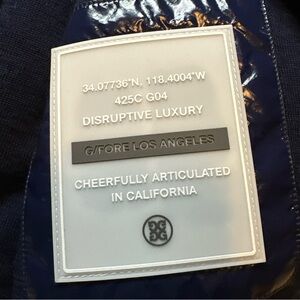 34.07736°N, 118.4004°W
425C G04
DISRUPTIVE LUXURY
G/FORE LOS ANGELES
CHEERFULLY ARTICULATED
IN CALIFORNIA